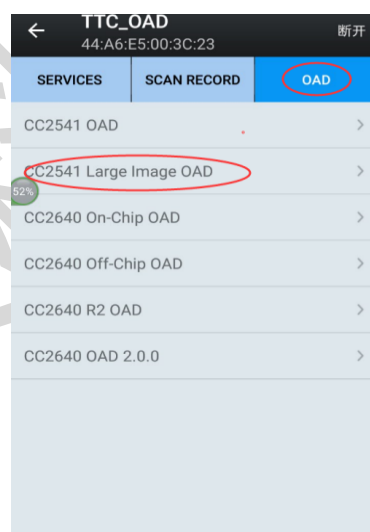 TTC_OAD
44:A6:E5:00:3C:23
断开
SERVICES
SCAN RECORD
OAD
CC2541 OAD
CC2541 Large Image OAD
52%
CC2640 On-Chip OAD
CC2640 Off-Chip OAD
CC2640 R2 OAD
CC2640 OAD 2.0.0